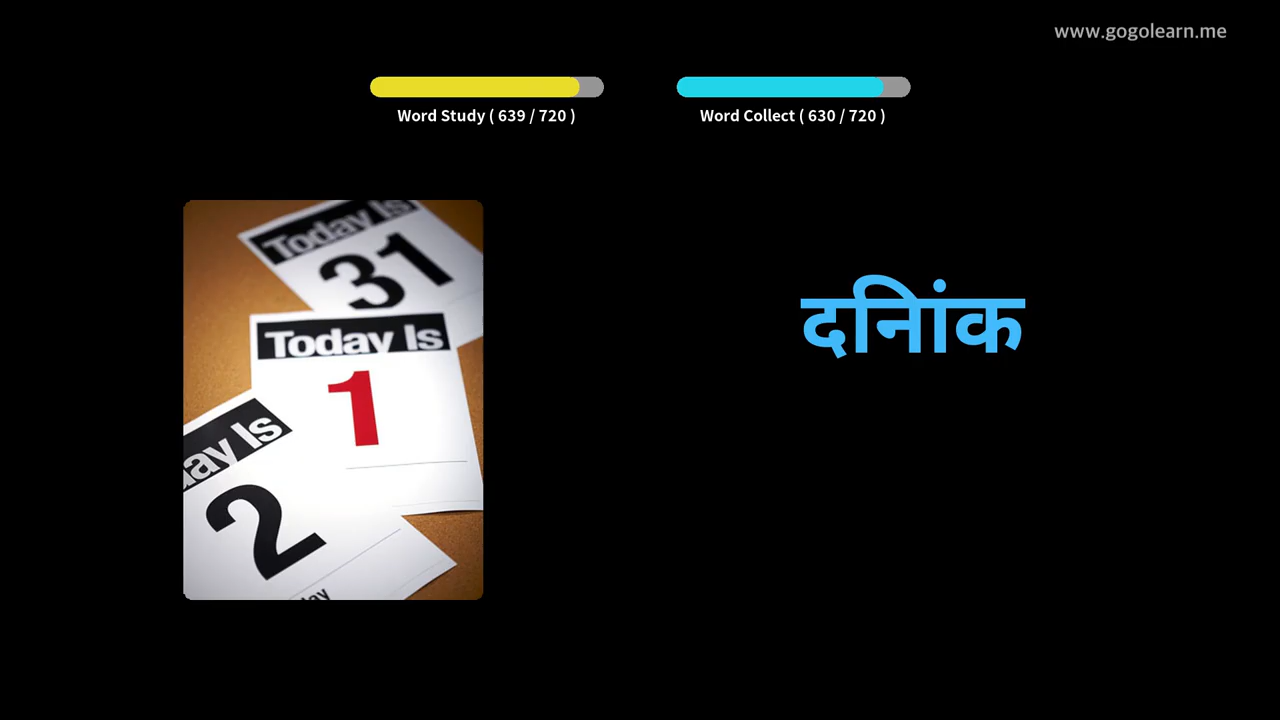 www.gogolearn.me
Word Study ( 639 / 720 )
Word Collect ( 630 / 720 )
Today Is
31
Today Is
1
दनिांक
ay Is
2